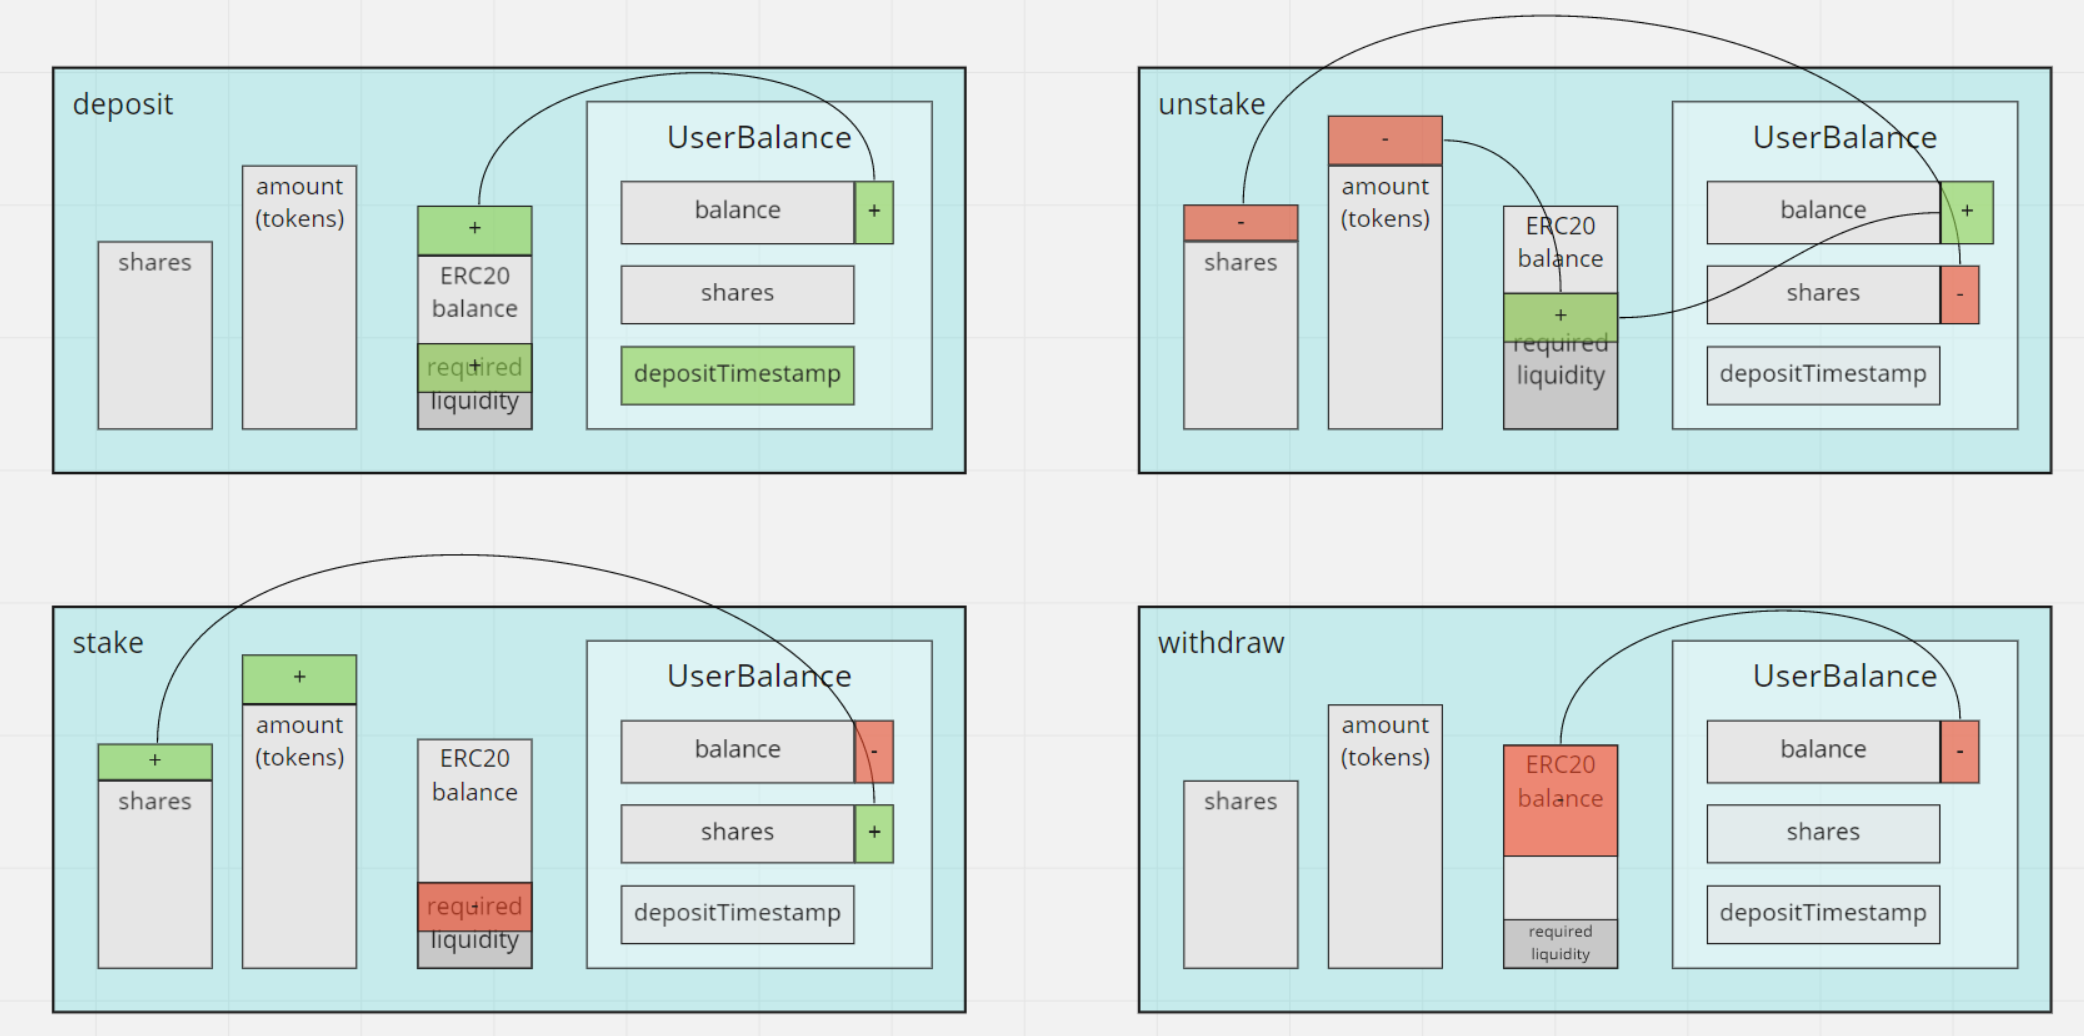 deposit
shares
amount
(tokens)
+
ERC20
balance
+
required
liquidity
UserBalance
balance +
shares
depositTimestamp
unstake
-
shares
-
amount
(tokens)
ERC20
balance
+
required
liquidity
UserBalance
balance +
shares -
depositTimestamp
stake
+
shares
+
amount
(tokens)
ERC20
balance
-
required
liquidity
UserBalance
balance -
shares +
depositTimestamp
withdraw
shares
amount
(tokens)
ERC20
balance
-
required
liquidity
UserBalance
balance -
shares
depositTimestamp